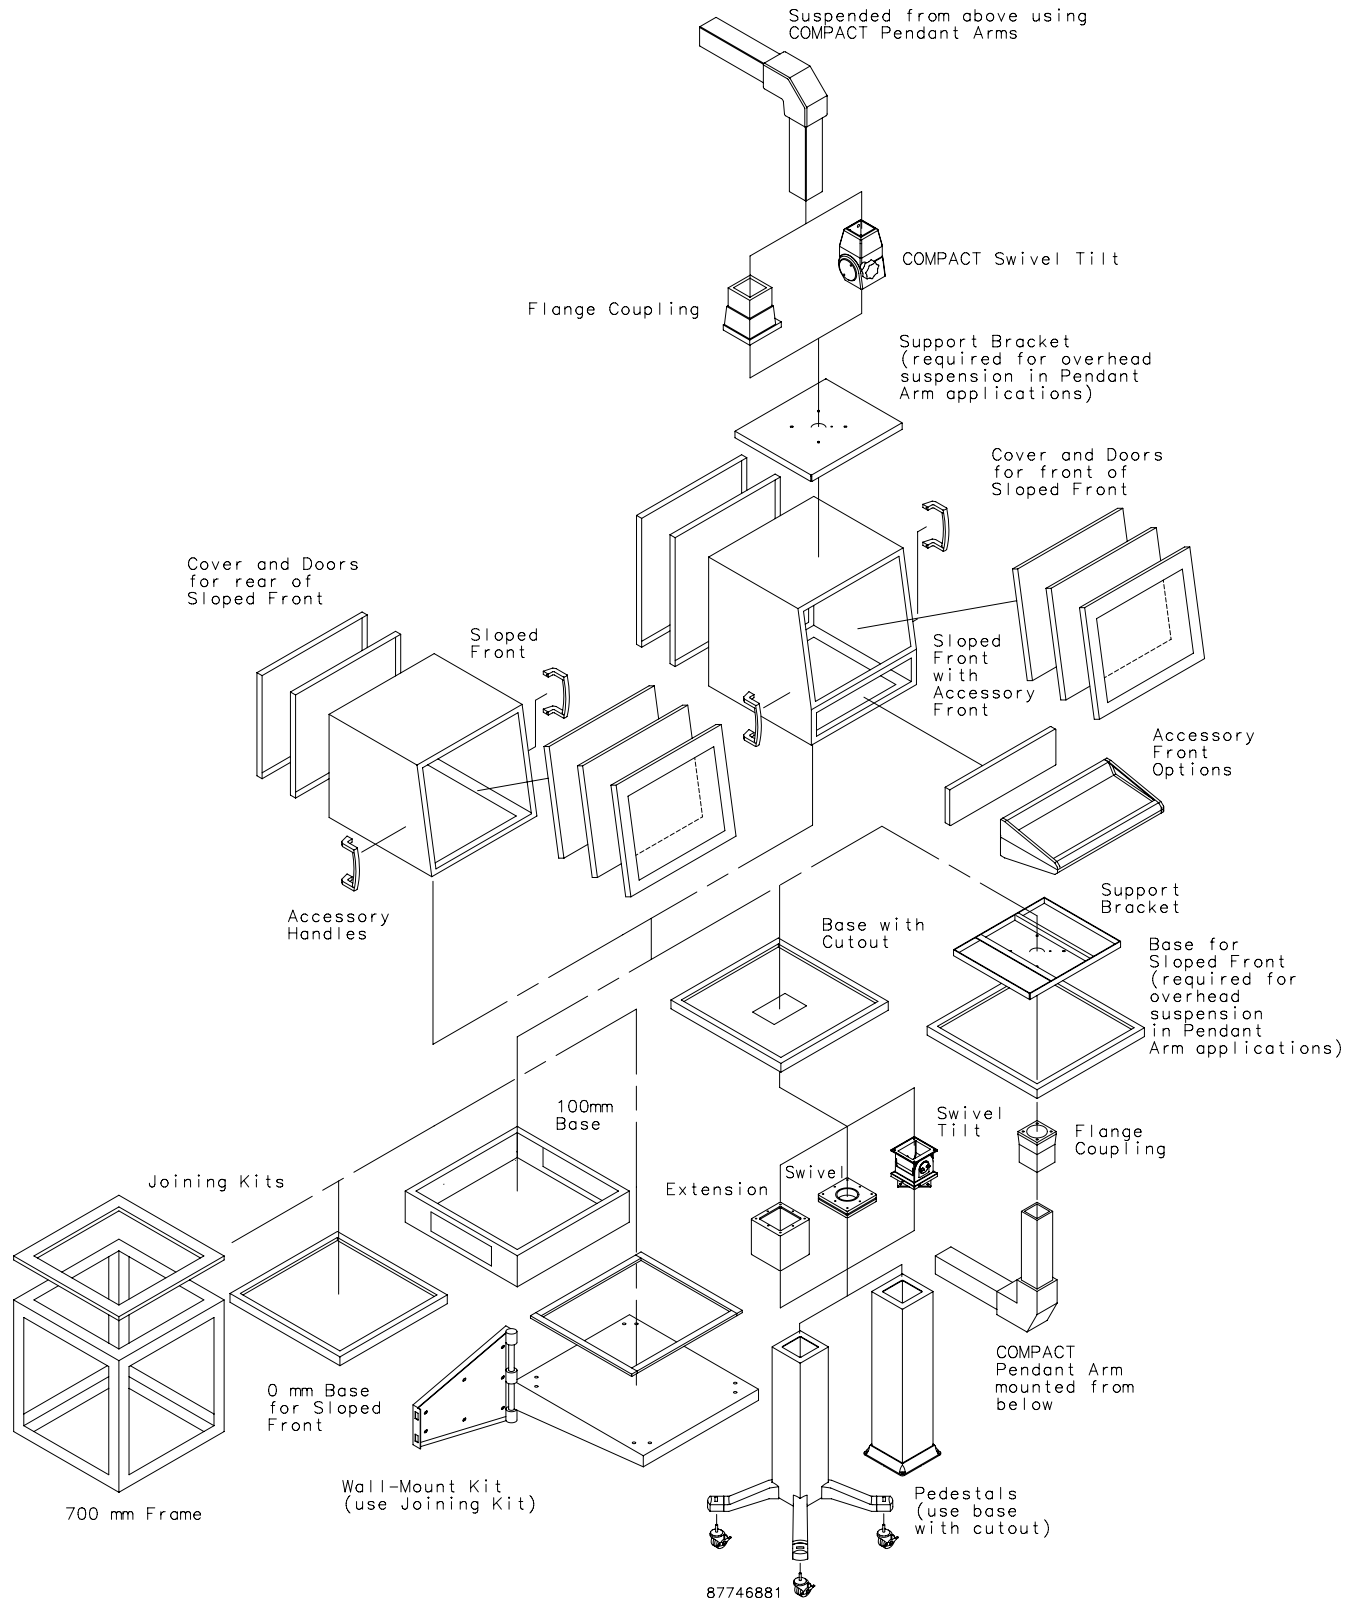 Suspended from above using
COMPACT Pendant Arms
COMPACT Swivel Tilt
Flange Coupling
Support Bracket
(required for overhead
suspension in Pendant
Arm applications)
Cover and Doors
for front of
Sloped Front
Cover and Doors
for rear of
Sloped Front
Sloped
Front
Sloped
Front
with
Accessory
Front
Accessory
Front
Options
Accessory
Handles
Support
Bracket
Base with
Cutout
Base for
Sloped Front
(required for
overhead
suspension
in Pendant
Arm applications)
100mm
Base
Swivel
Tilt
Flange
Coupling
Swivel
Extension
Joining Kits
COMPACT
Pendant Arm
mounted from
below
0 mm Base
for Sloped
Front
Wall-Mount Kit
(use Joining Kit)
Pedestals
(use base
with cutout)
700 mm Frame
87746881